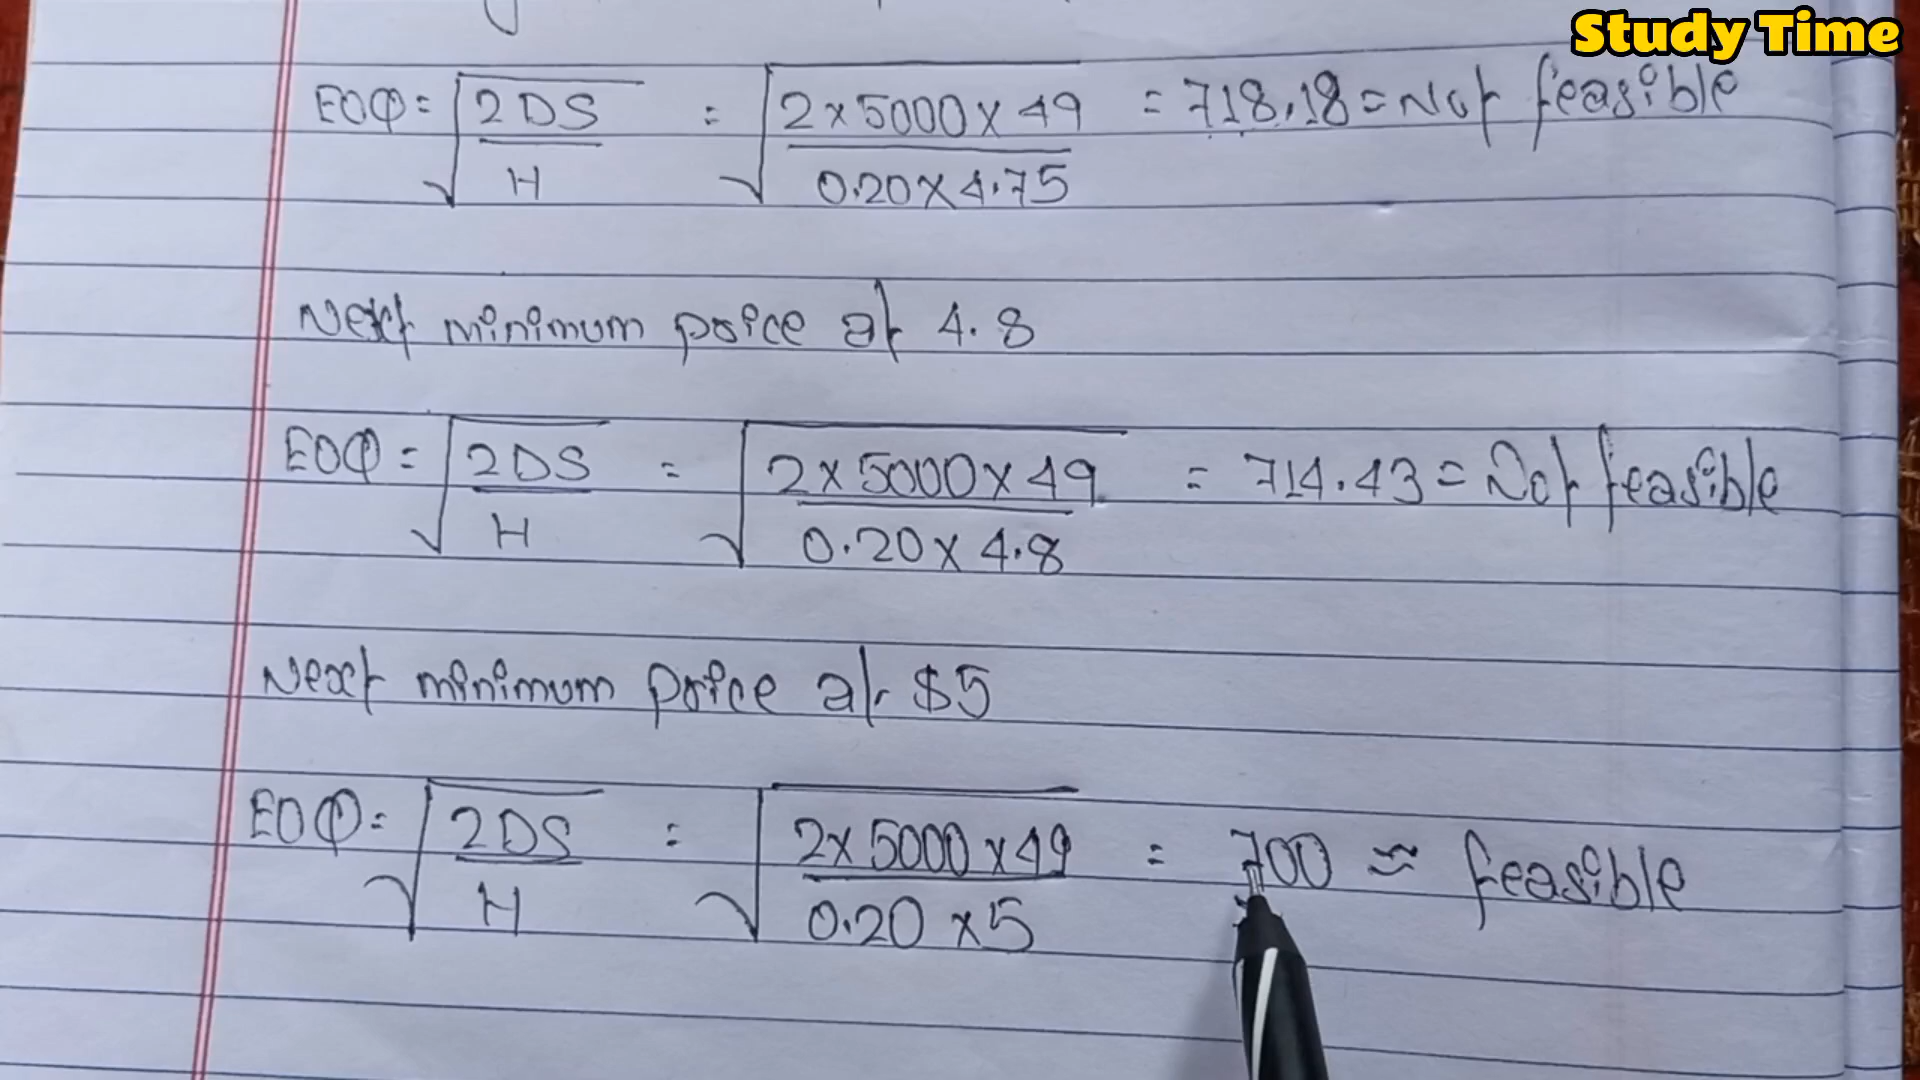 Study Time
EOQ = √(2DS / H) = √(2 x 5000 x 49 / 0.20 x 4.75) = 718.18 = Not feasible
Next minimum price at 4.8
EOQ = √(2DS / H) = √(2 x 5000 x 49 / 0.20 x 4.8) = 714.43 = Not feasible
Next minimum price at $5
EOQ = √(2DS / H) = √(2 x 5000 x 49 / 0.20 x 5) = 700 ≈ feasible